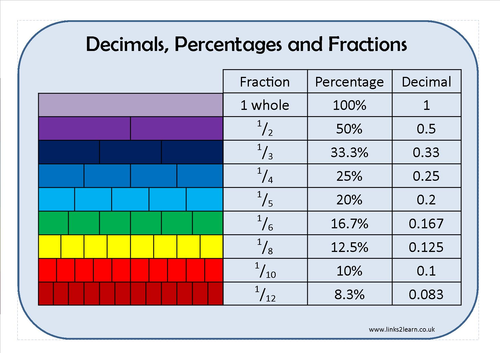 Decimals, Percentages and Fractions
Fraction Percentage Decimal
1 whole 100% 1
1/2 50% 0.5
1/3 33.3% 0.33
1/4 25% 0.25
1/5 20% 0.2
1/6 16.7% 0.167
1/8 12.5% 0.125
1/10 10% 0.1
1/12 8.3% 0.083
www.links2learn.co.uk